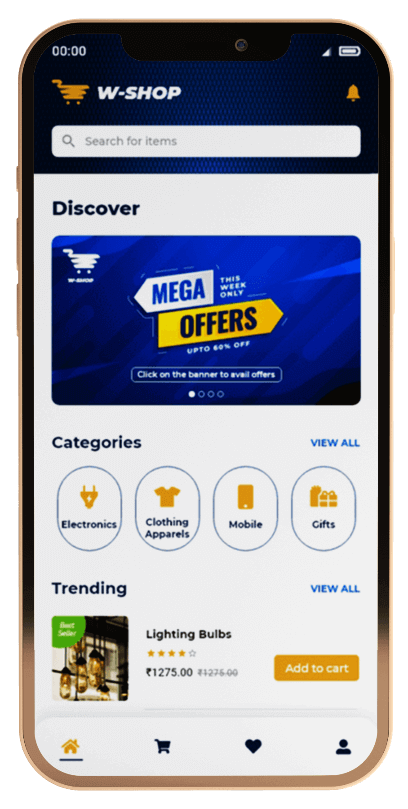 00:00
W-SHOP
Search for items
Discover
W-SHOP
MEGA
THIS
WEEK
ONLY
OFFERS
UPTO 60% OFF
Click on the banner to avail offers
Categories
VIEW ALL
Electronics
Clothing
Apparels
Mobile
Gifts
Trending
VIEW ALL
Best
Seller
Lighting Bulbs
₹1275.00 ₹1275.00
Add to cart